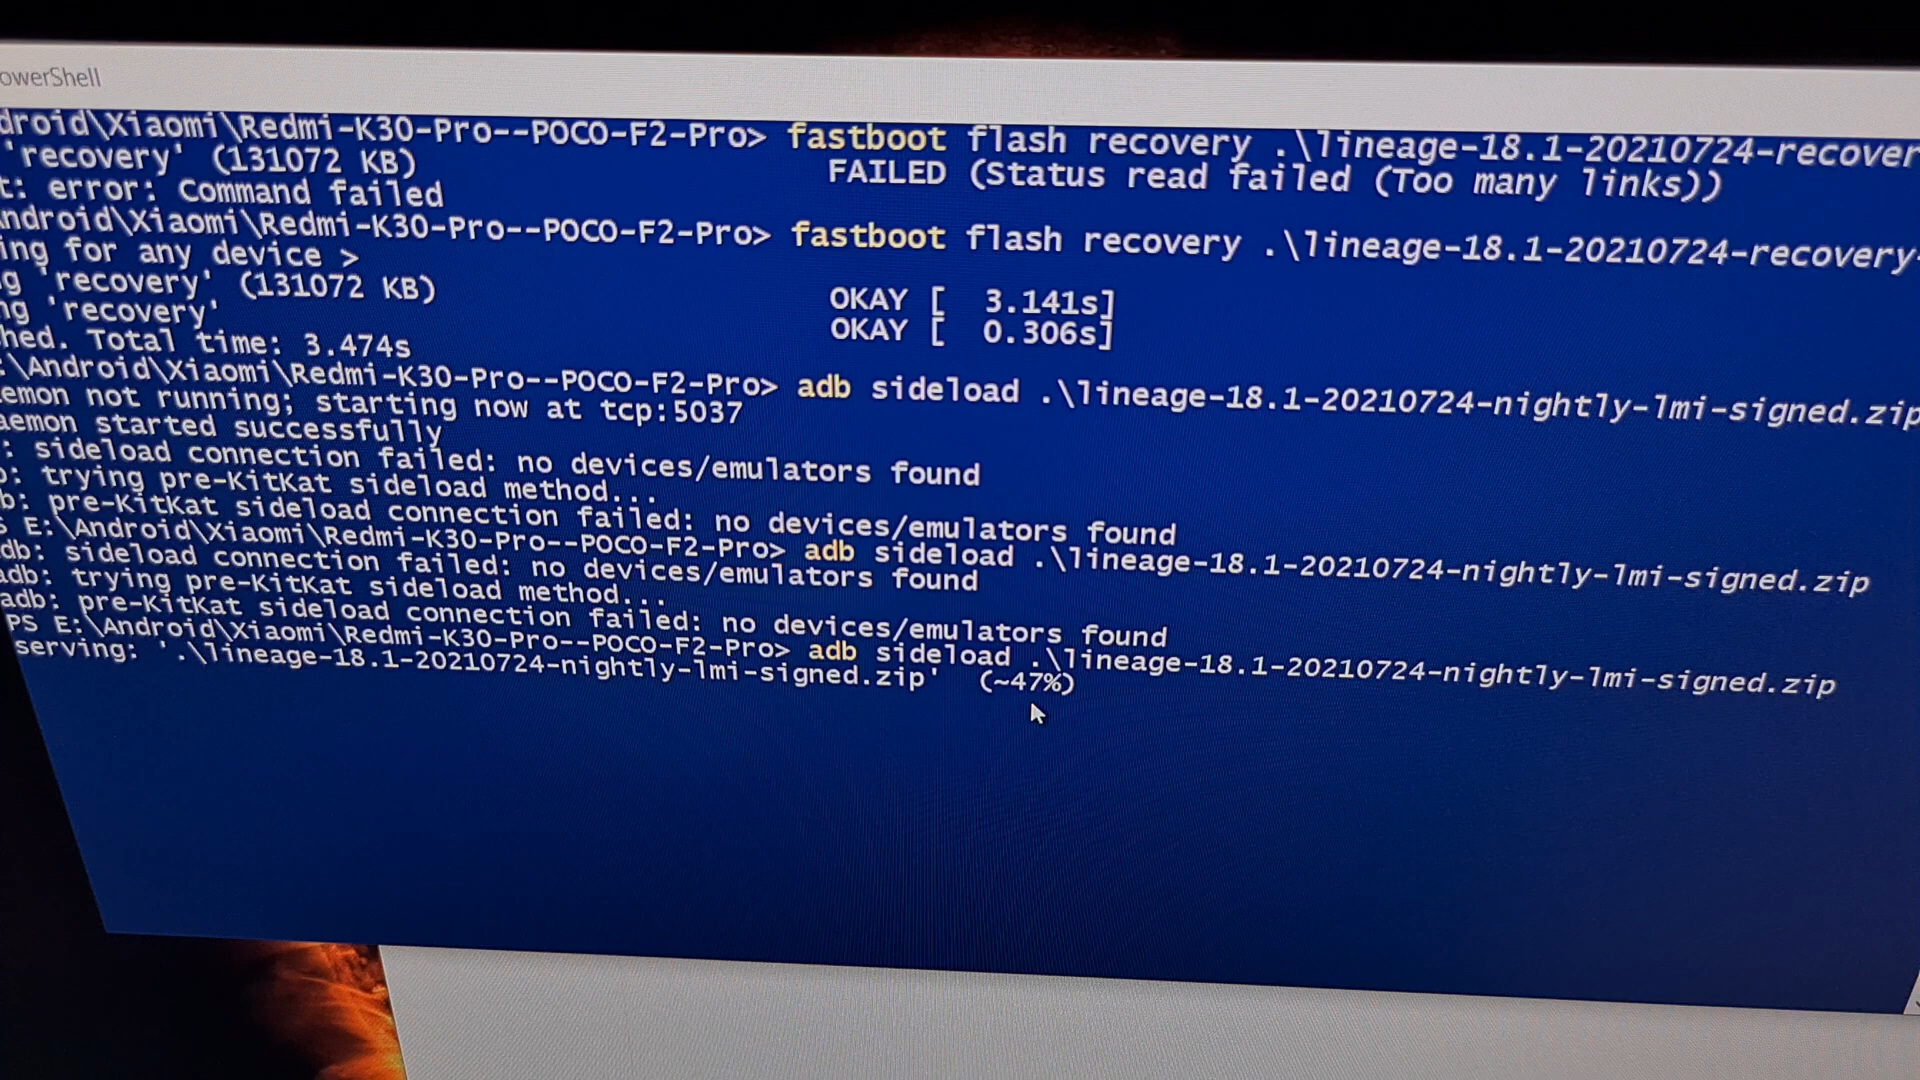 owerShell
droid\Xiaomi\Redmi-K30-Pro--POCO-F2-Pro> fastboot flash recovery .\lineage-18.1-20210724-recover
'recovery' (131072 KB) FAILED (Status read failed (Too many links))
t: error: Command failed
ndroid\Xiaomi\Redmi-K30-Pro--POCO-F2-Pro> fastboot flash recovery .\lineage-18.1-20210724-recovery-
ing for any device >
g 'recovery' (131072 KB) OKAY [ 3.141s]
ng 'recovery' OKAY [ 0.306s]
hed. Total time: 3.474s
:\Android\Xiaomi\Redmi-K30-Pro--POCO-F2-Pro> adb sideload .\lineage-18.1-20210724-nightly-lmi-signed.zip
emon not running; starting now at tcp:5037
aemon started successfully
: sideload connection failed: no devices/emulators found
b: trying pre-KitKat sideload method...
b: pre-KitKat sideload connection failed: no devices/emulators found
S E:\Android\Xiaomi\Redmi-K30-Pro--POCO-F2-Pro> adb sideload .\lineage-18.1-20210724-nightly-lmi-signed.zip
adb: sideload connection failed: no devices/emulators found
adb: trying pre-KitKat sideload method...
adb: pre-KitKat sideload connection failed: no devices/emulators found
PS E:\Android\Xiaomi\Redmi-K30-Pro--POCO-F2-Pro> adb sideload .\lineage-18.1-20210724-nightly-lmi-signed.zip
serving: '.\lineage-18.1-20210724-nightly-lmi-signed.zip' (~47%)